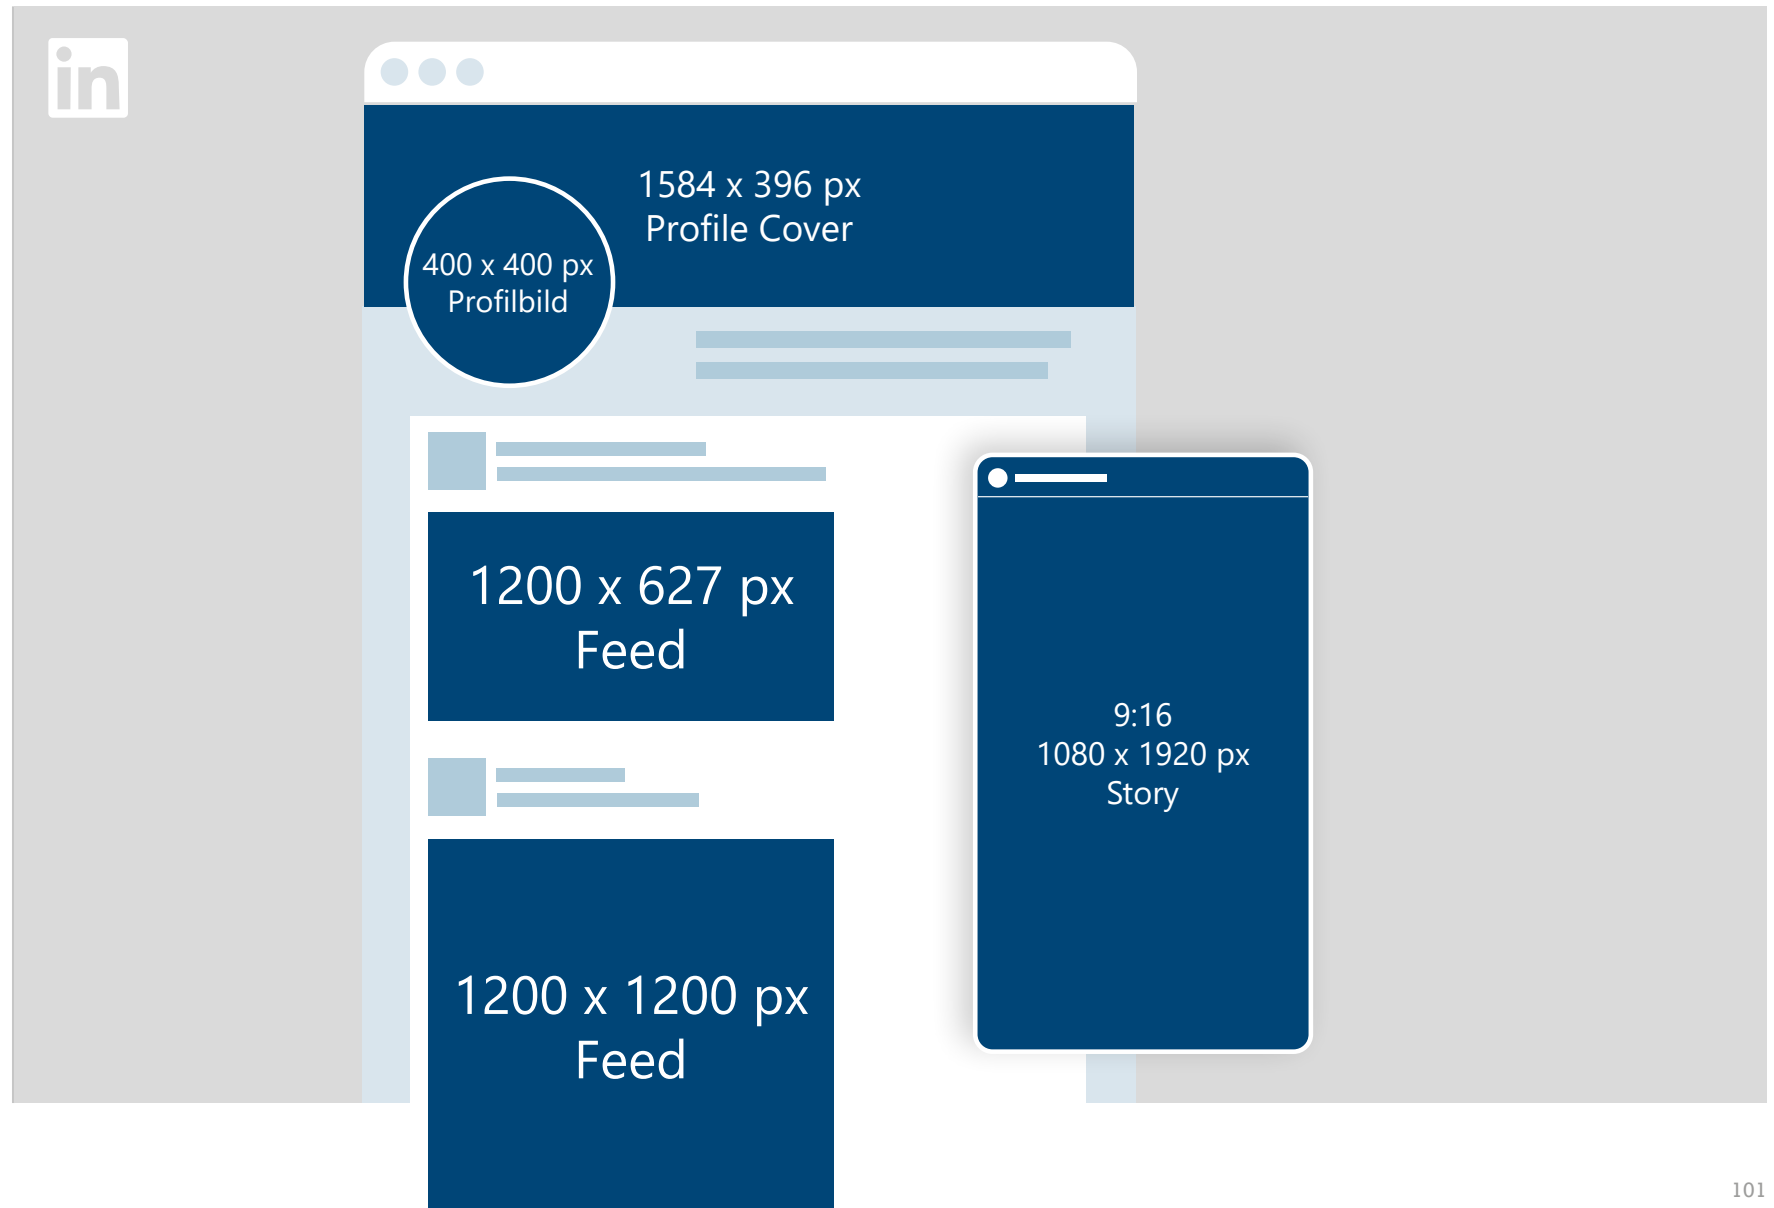 in
1584 x 396 px
Profile Cover
400 x 400 px
Profilbild
1200 x 627 px
Feed
9:16
1080 x 1920 px
Story
1200 x 1200 px
Feed
101